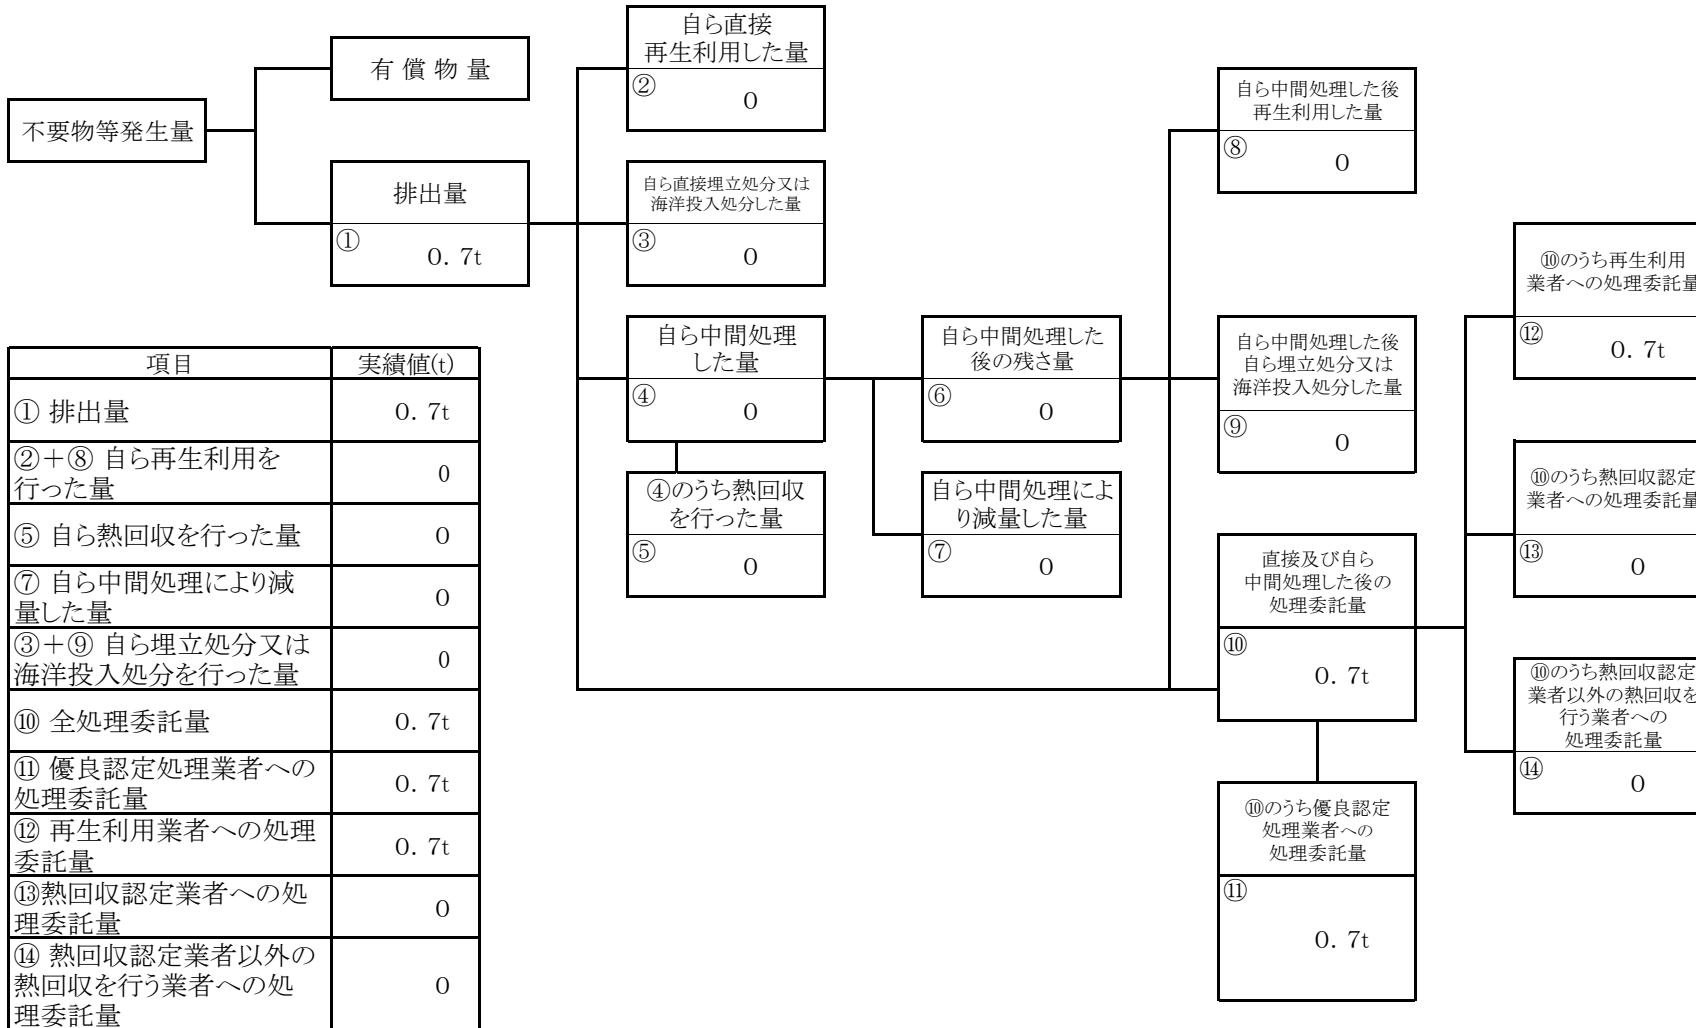 不要物等発生量
有 償 物 量
排出量
①
0．7t
自ら直接
再生利用した量
②
0
自ら直接埋立処分又は
海洋投入処分した量
③
0
自ら中間処理
した量
④
0
④のうち熱回収
を行った量
⑤
0
自ら中間処理した
後の残さ量
⑥
0
自ら中間処理によ
り減量した量
⑦
0
自ら中間処理した後
再生利用した量
⑧
0
自ら中間処理した後
自ら埋立処分又は
海洋投入処分した量
⑨
0
直接及び自ら
中間処理した後の
処理委託量
⑩
0．7t
⑩のうち優良認定
処理業者への
処理委託量
⑪
0．7t
⑩のうち再生利用
業者への処理委託量
⑫
0．7t
⑩のうち熱回収認定
業者への処理委託量
⑬
0
⑩のうち熱回収認定
業者以外の熱回収を
行う業者への
処理委託量
⑭
0
項目 実績値(t)
① 排出量 0．7t
②＋⑧ 自ら再生利用を
行った量 0
⑤ 自ら熱回収を行った量 0
⑦ 自ら中間処理により減
量した量 0
③＋⑨ 自ら埋立処分又は
海洋投入処分を行った量 0
⑩ 全処理委託量 0．7t
⑪ 優良認定処理業者への
処理委託量 0．7t
⑫ 再生利用業者への処理
委託量 0．7t
⑬熱回収認定業者への処
理委託量 0
⑭ 熱回収認定業者以外の
熱回収を行う業者への処
理委託量 0